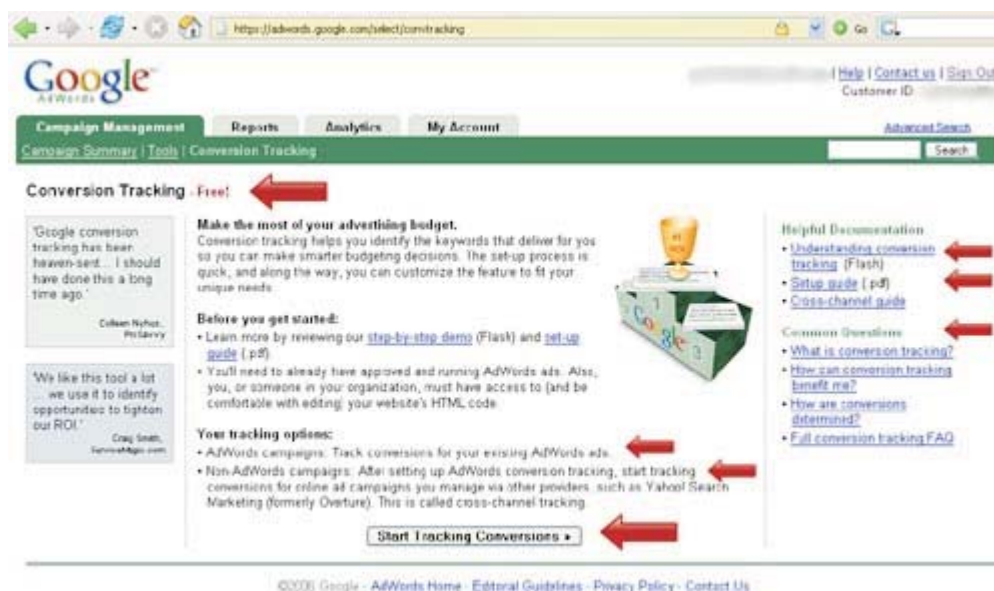 https://adwords.google.com/select/convtracking
Go
Google
AdWords
Help | Contact us | Sign Out
Customer ID
Campaign Management
Reports
Analytics
My Account
Advanced Search
Campaign Summary | Tools | Conversion Tracking
Search
Conversion Tracking - Free!
'Google conversion
tracking has been
heaven-sent... I should
have done this a long
time ago.'
Colleen
'We like this tool a lot
... we use it to identify
opportunities to tighten
our ROI.'
Craig Smith,
ServiceMagic.com
Make the most of your advertising budget.
Conversion tracking helps you identify the keywords that deliver for you
so you can make smarter budgeting decisions. The set-up process is
quick, and along the way, you can customize the feature to fit your
unique needs.
Before you get started:
• Learn more by reviewing our step-by-step demo (Flash) and set-up
guide (.pdf)
• You'll need to already have approved and running AdWords ads. Also,
you, or someone in your organization, must have access to (and be
comfortable with editing) your website's HTML code.
Your tracking options:
• AdWords campaigns: Track conversions for your existing AdWords ads.
• Non-AdWords campaigns: After setting up AdWords conversion tracking, start tracking
conversions for online ad campaigns you manage via other providers, such as Yahoo! Search
Marketing (formerly Overture). This is called cross-channel tracking.
Start Tracking Conversions
Google
Helpful Documentation
• Understanding conversion
tracking (Flash)
• Setup guide (.pdf)
• Cross-channel guide
Common Questions
• What is conversion tracking?
• How can conversion tracking
benefit me?
• How are conversions
determined?
• Full conversion tracking FAQ
©2006 Google - AdWords Home - Editorial Guidelines - Privacy Policy - Contact Us